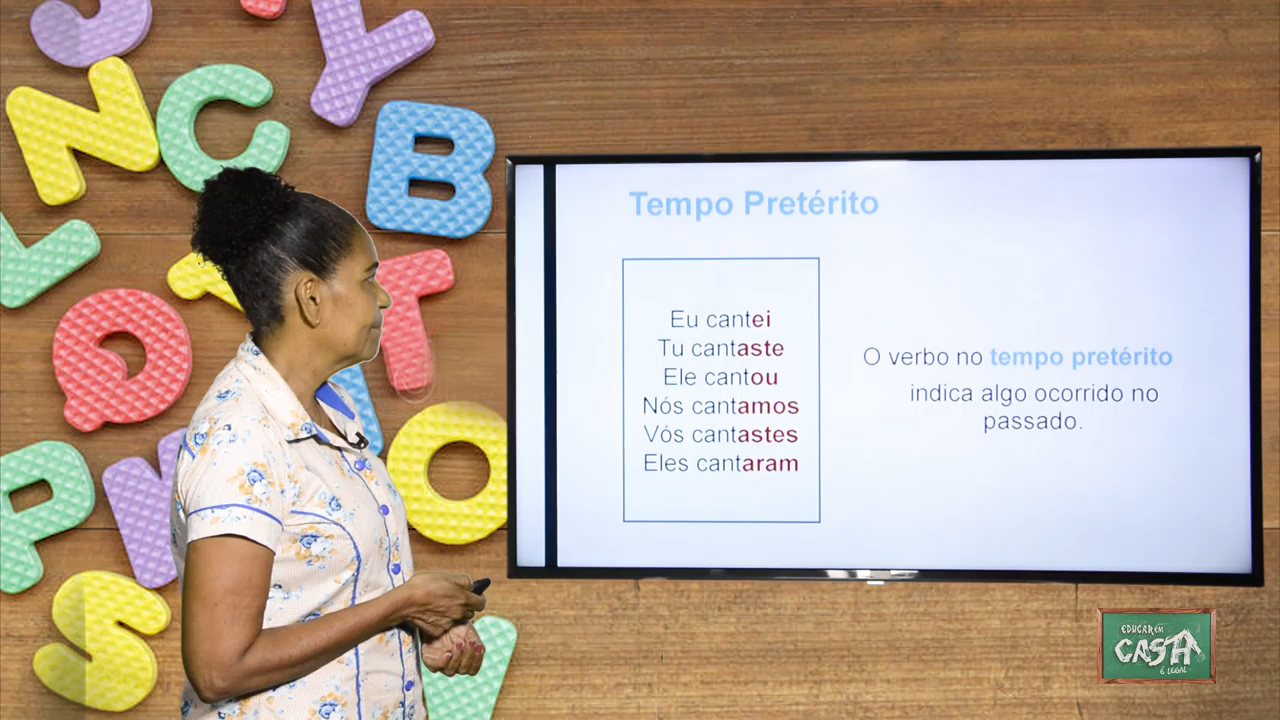 Tempo Pretérito
Eu cantei
Tu cantaste
Ele cantou
Nós cantamos
Vós cantastes
Eles cantaram
O verbo no tempo pretérito
indica algo ocorrido no
passado.
EDUCAR EM
CASA
É LEGAL
N
C
Y
B
L
O
T
P
O
S